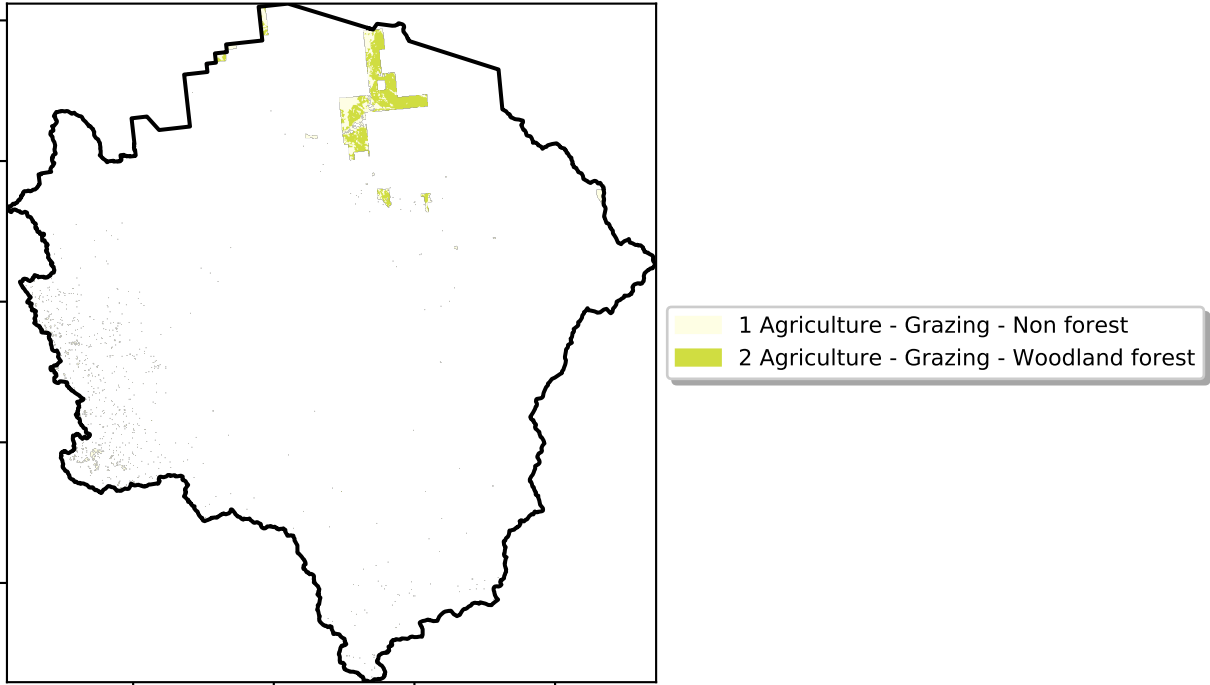 1 Agriculture - Grazing - Non forest
2 Agriculture - Grazing - Woodland forest